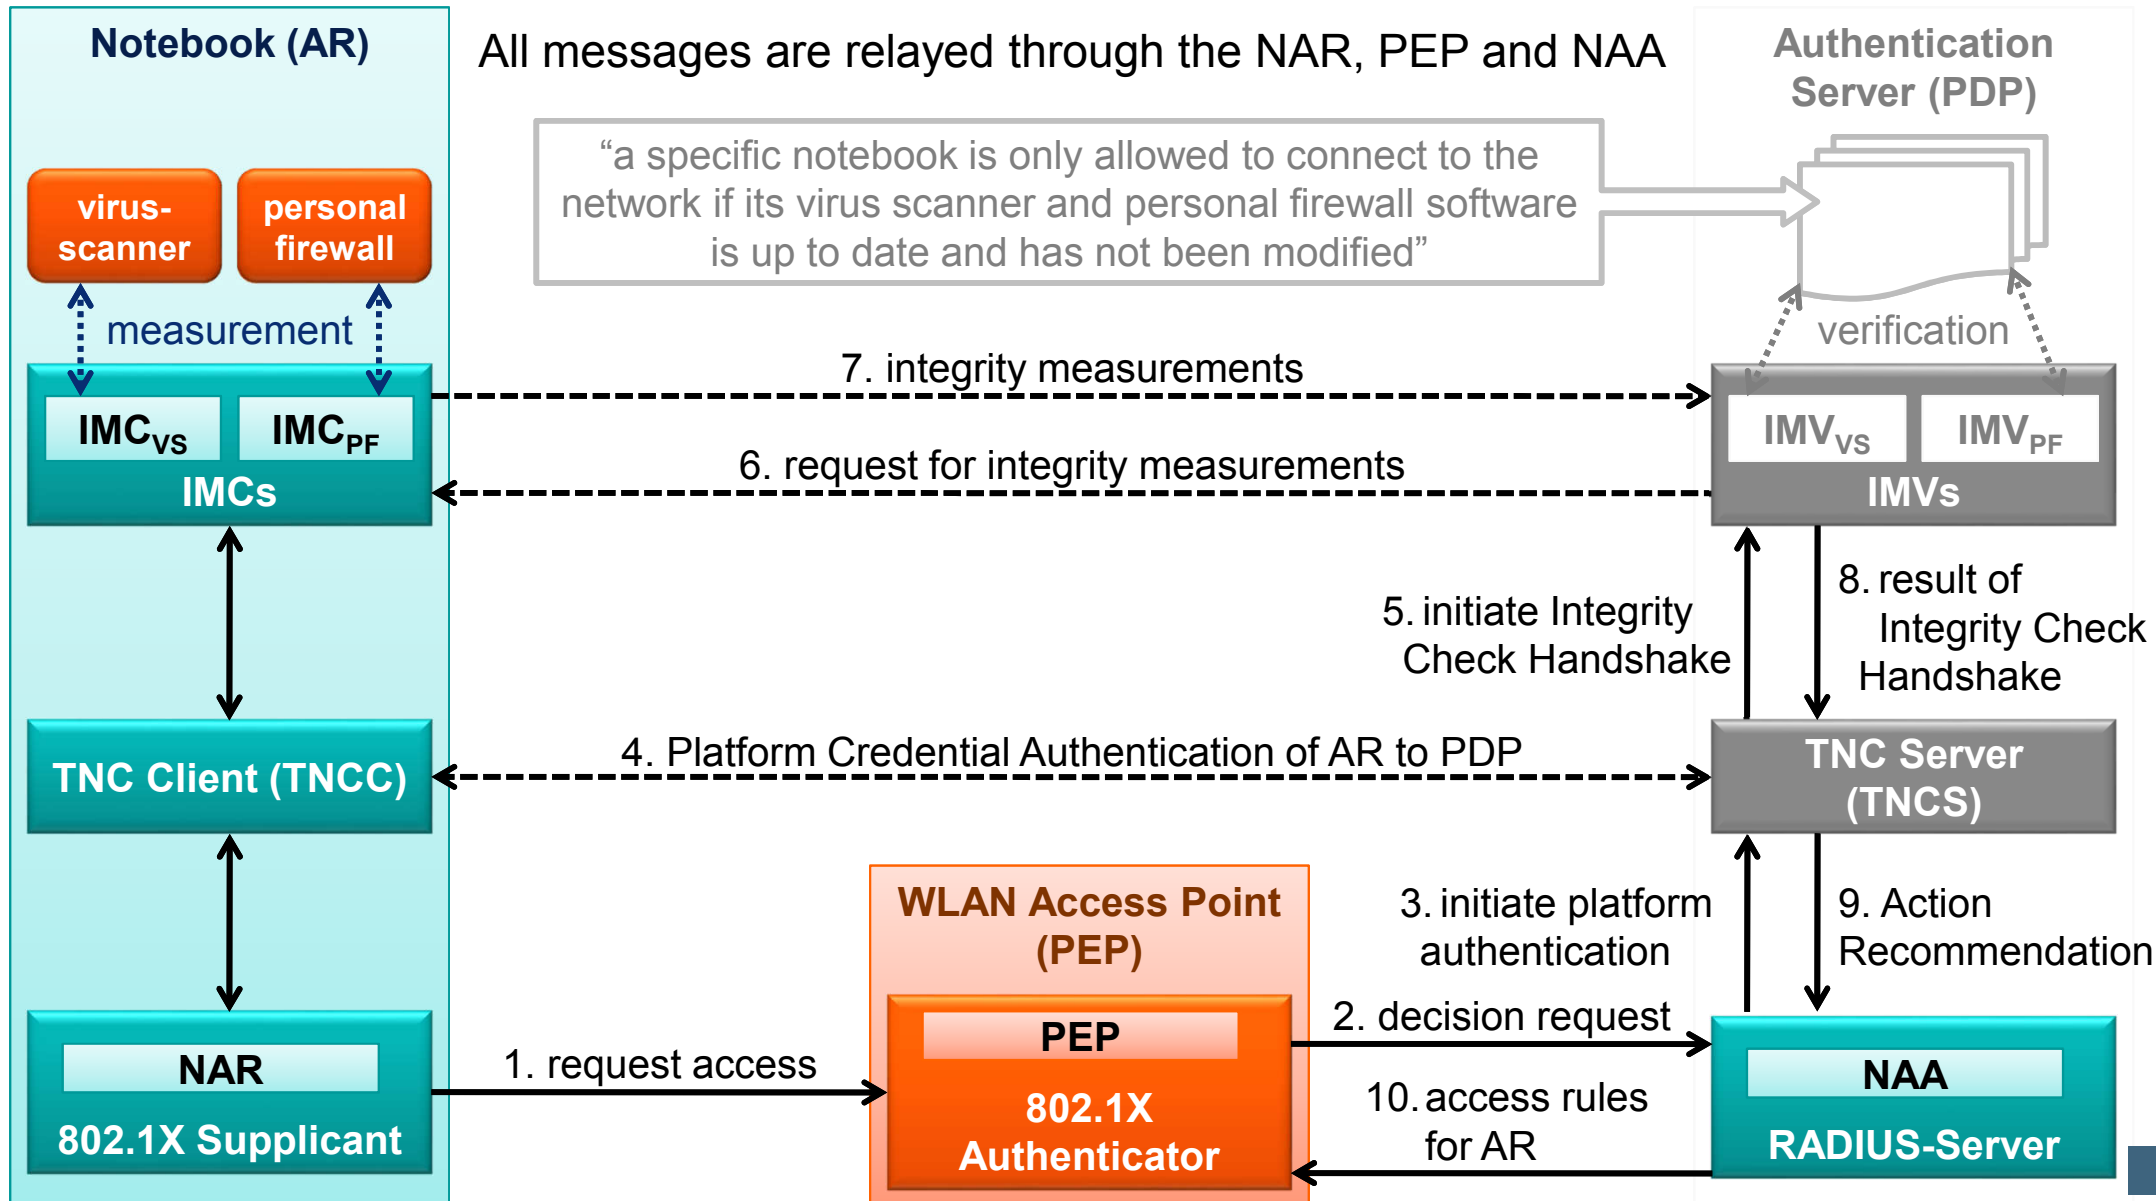 Notebook (AR)
All messages are relayed through the NAR, PEP and NAA
Authentication
Server (PDP)
“a specific notebook is only allowed to connect to the
network if its virus scanner and personal firewall software
is up to date and has not been modified”
virus-
scanner
personal
firewall
measurement
verification
7. integrity measurements
IMCVS
IMCPF
IMCs
IMVVS
IMVPF
IMVs
6. request for integrity measurements
5. initiate Integrity
Check Handshake
8. result of
Integrity Check
Handshake
TNC Client (TNCC)
4. Platform Credential Authentication of AR to PDP
TNC Server
(TNCS)
WLAN Access Point
(PEP)
3. initiate platform
authentication
9. Action
Recommendation
NAR
802.1X Supplicant
1. request access
PEP
802.1X
Authenticator
2. decision request
10. access rules
for AR
NAA
RADIUS-Server